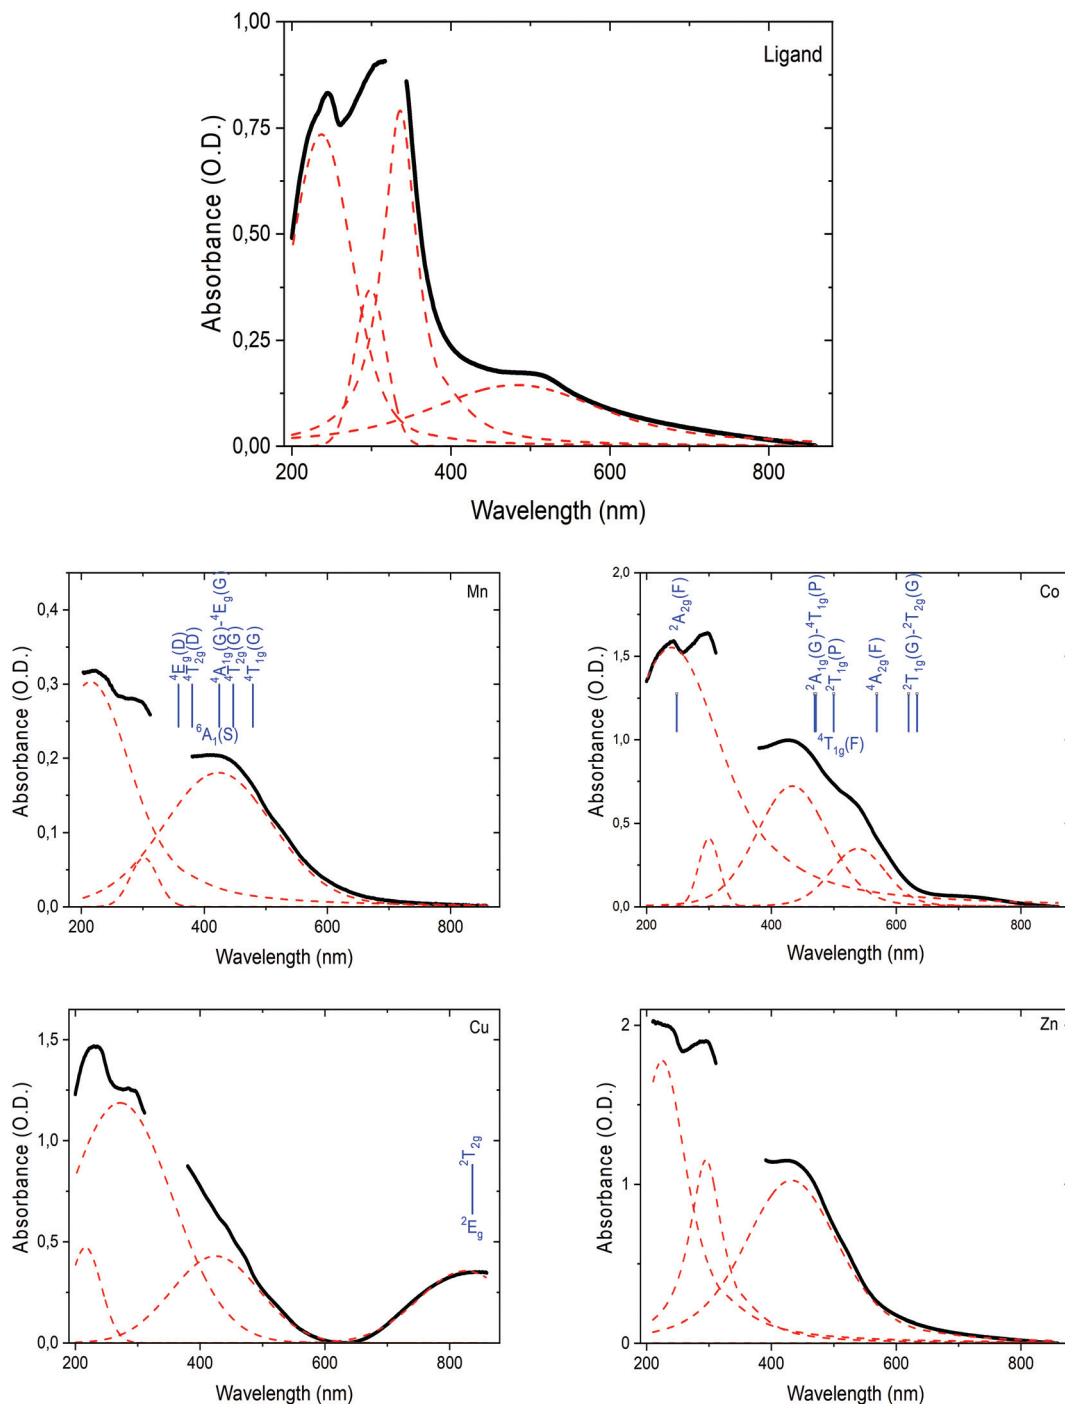 Ligand
1,00
0,75
0,50
0,25
0,00
Absorbance (O.D.)
200 400 600 800
Wavelength (nm)
Mn
0,4
0,3
0,2
0,1
0,0
Absorbance (O.D.)
⁴E_g(D)
⁴T₂g(D)
⁴A₁g(G)-⁴E_g(G)
⁴T₂g(G)
⁴T₁g(G)
⁶A₁(S)
200 400 600 800
Wavelength (nm)
Co
2,0
1,5
1,0
0,5
0,0
Absorbance (O.D.)
²A₂g(F)
²A₁g(G)-⁴T₁g(P)
²T₁g(P)
⁴A₂g(F)
²T₁g(G)-²T₂g(G)
⁴T₁g(F)
200 400 600 800
Wavelength (nm)
Cu
1,5
1,0
0,5
0,0
Absorbance (O.D.)
²T₂g
²E_g
200 400 600 800
Wavelength (nm)
Zn
2
1
0
Absorbance (O.D.)
200 400 600 800
Wavelength (nm)